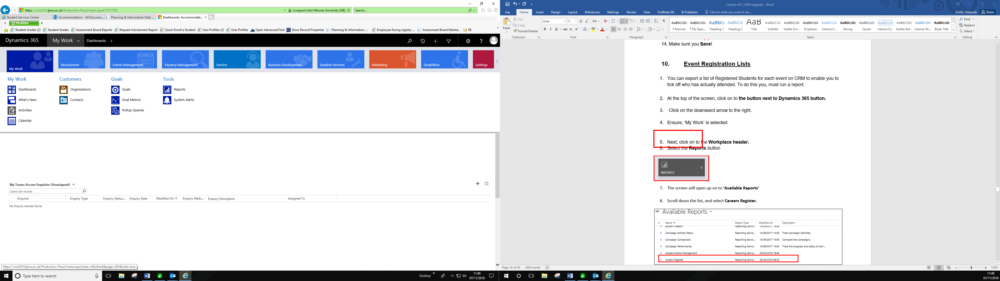 https://crm2016.ljmu.ac.uk/Production-Pass2/main.aspx#19737309
Liverpool John Moores University [GB]
Search...
Student Services Center
Accommodation - All Docume...
Planning & Information Web ...
Dashboards: Accommodati...
McAfee
Student Grades (2)
Student Grades
Assessment Board Reports
Request Advisement Report
Quick Enroll a Student
User Profiles (2)
User Profiles
Open Advanced Find
Show Record Properties
Planning & Information ...
Employee-facing registry ...
Assessment Board Mainte...
RE
Dynamics 365
My Work
Dashboards
My Work
Recruitment
Events Management
Vacancy Management
Service
Business Development
Student Services
Marketing
Disabilities
Settings
My Work
Dashboards
What's New
Activities
Calendar
Customers
Organisations
Contacts
Goals
Goals
Goal Metrics
Rollup Queries
Tools
Reports
System Alerts
My Teams Accom Enquiries (Unassigned)
Search for records
Enquirer Enquiry Type Enquiry Status... Enquiry Date Modified On Enquiry Meth... Enquiry Description Assigned To
No Enquiry records found.
https://crm2016.ljmu.ac.uk/Production-Pass2/main.aspx?area=cMyWork&page=SFA&web=true
Type here to search
Desktop
11:49
07/11/2018
Careers v0.7_CRM Upgrade - Word
File Home Insert Design Layout References Mailings Review View EndNote X8 BI Publisher Tell me what you want to do...
Smith, Deborah
Share
Paste
Cut
Copy
Format Painter
Clipboard
Arial
11
Font
Paragraph
AaBbCcDc AaBbCcDc AaBbCc AaBbCcE AaB AaBbCcD AaBbCcDc AaBbCcDc AaBbCcDc AaBbCcDc AaBbCcDc AaBbCcDc AaBbCcDc AaBbCcDc AaBbCcDc
¶ Normal ¶ No Spac... Heading 1 Heading 2 Title Subtitle Subtle Em... Emphasis Intense E... Strong Quote Intense Q... Subtle Ref... Intense Re... Book Title
Styles
Find
Replace
Select
Editing
14. Make sure you Save!
10. Event Registration Lists
1. You can export a list of Registered Students for each event on CRM to enable you to
tick off who has actually attended. To do this you, must run a report.
2. At the top of the screen, click on to the button next to Dynamics 365 button.
3. Click on the downward arrow to the right.
4. Ensure, ‘My Work’ is selected
5. Next, click on to the Workplace header.
6. Select the Reports button
REPORTS
7. The screen will open up on to ‘Available Reports’
8. Scroll down the list, and select Careers Register.
Available Reports
Name Report Type Modified On Description
Adrian's Report Reporting Servic... 14/09/2017 14:56
Campaign Activity Status Reporting Servic... 14/09/2017 14:55 Track campaign activities.
Campaign Comparison Reporting Servic... 14/09/2017 14:55 Compare two campaigns.
Campaign Performance Reporting Servic... 14/09/2017 14:55 Track the progress and status of cam...
Careers Events Management Reporting Servic... 25/02/2018 18:46
Careers Register Reporting Servic... 26/02/2018 08:35
Page 18 of 26
2483 words
120%
11:49
07/11/2018